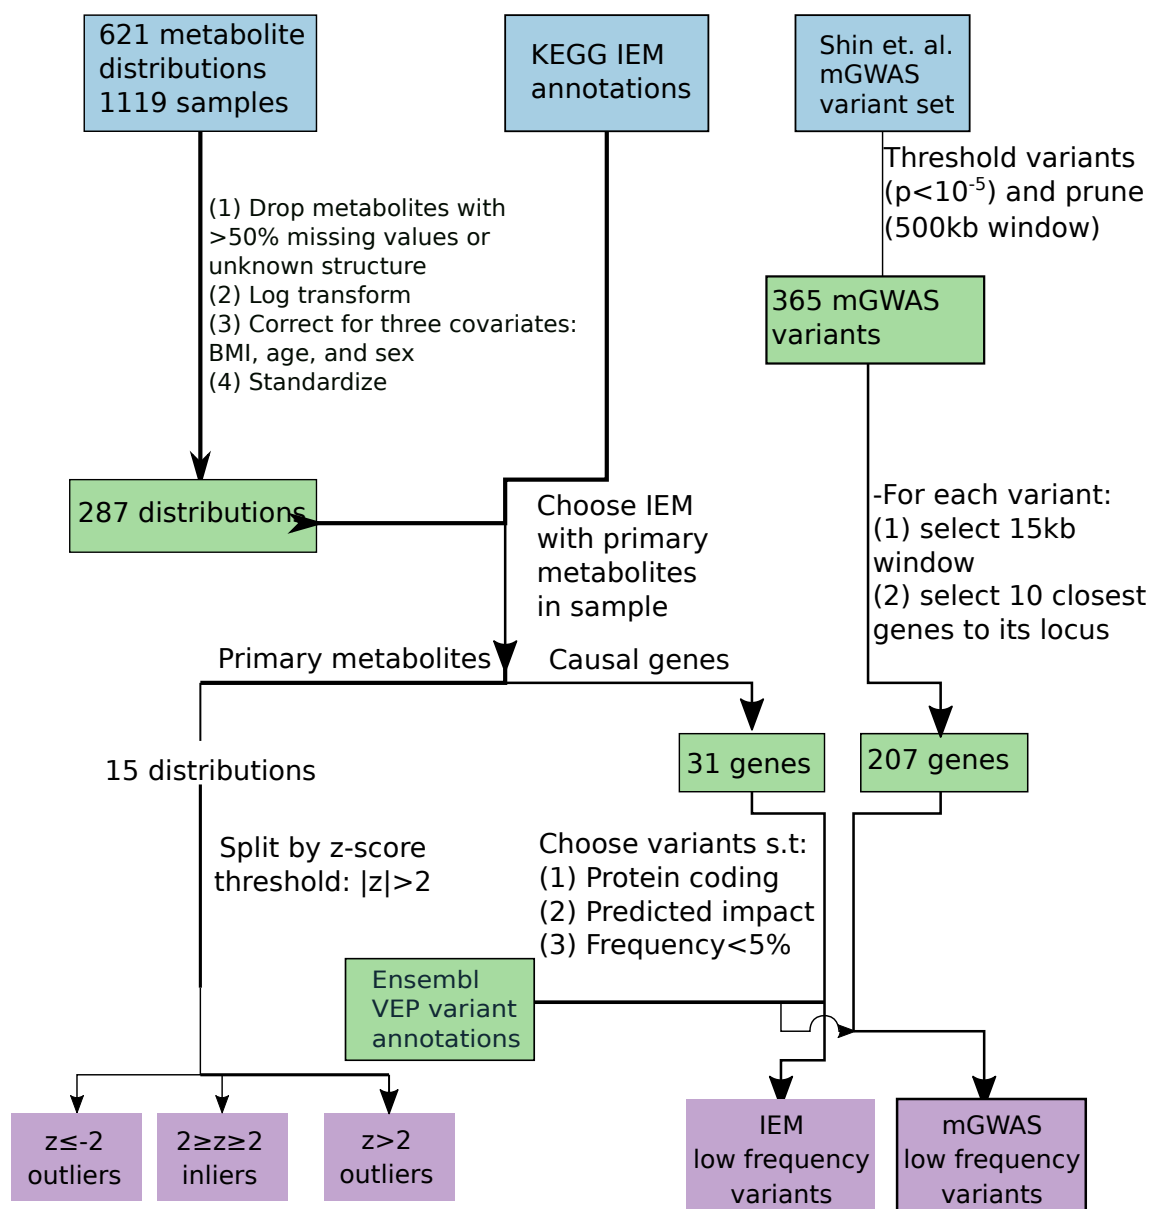 621 metabolite
distributions
1119 samples
KEGG IEM
annotations
Shin et. al.
mGWAS
variant set
Threshold variants
(p<10⁻⁵) and prune
(500kb window)
(1) Drop metabolites with
>50% missing values or
unknown structure
(2) Log transform
(3) Correct for three covariates:
BMI, age, and sex
(4) Standardize
365 mGWAS
variants
287 distributions
Choose IEM
with primary
metabolites
in sample
-For each variant:
(1) select 15kb
window
(2) select 10 closest
genes to its locus
Primary metabolites
Causal genes
15 distributions
31 genes
207 genes
Split by z-score
threshold: |z|>2
Choose variants s.t:
(1) Protein coding
(2) Predicted impact
(3) Frequency<5%
Ensembl
VEP variant
annotations
z≤-2
outliers
2≥z≥2
inliers
z>2
outliers
IEM
low frequency
variants
mGWAS
low frequency
variants